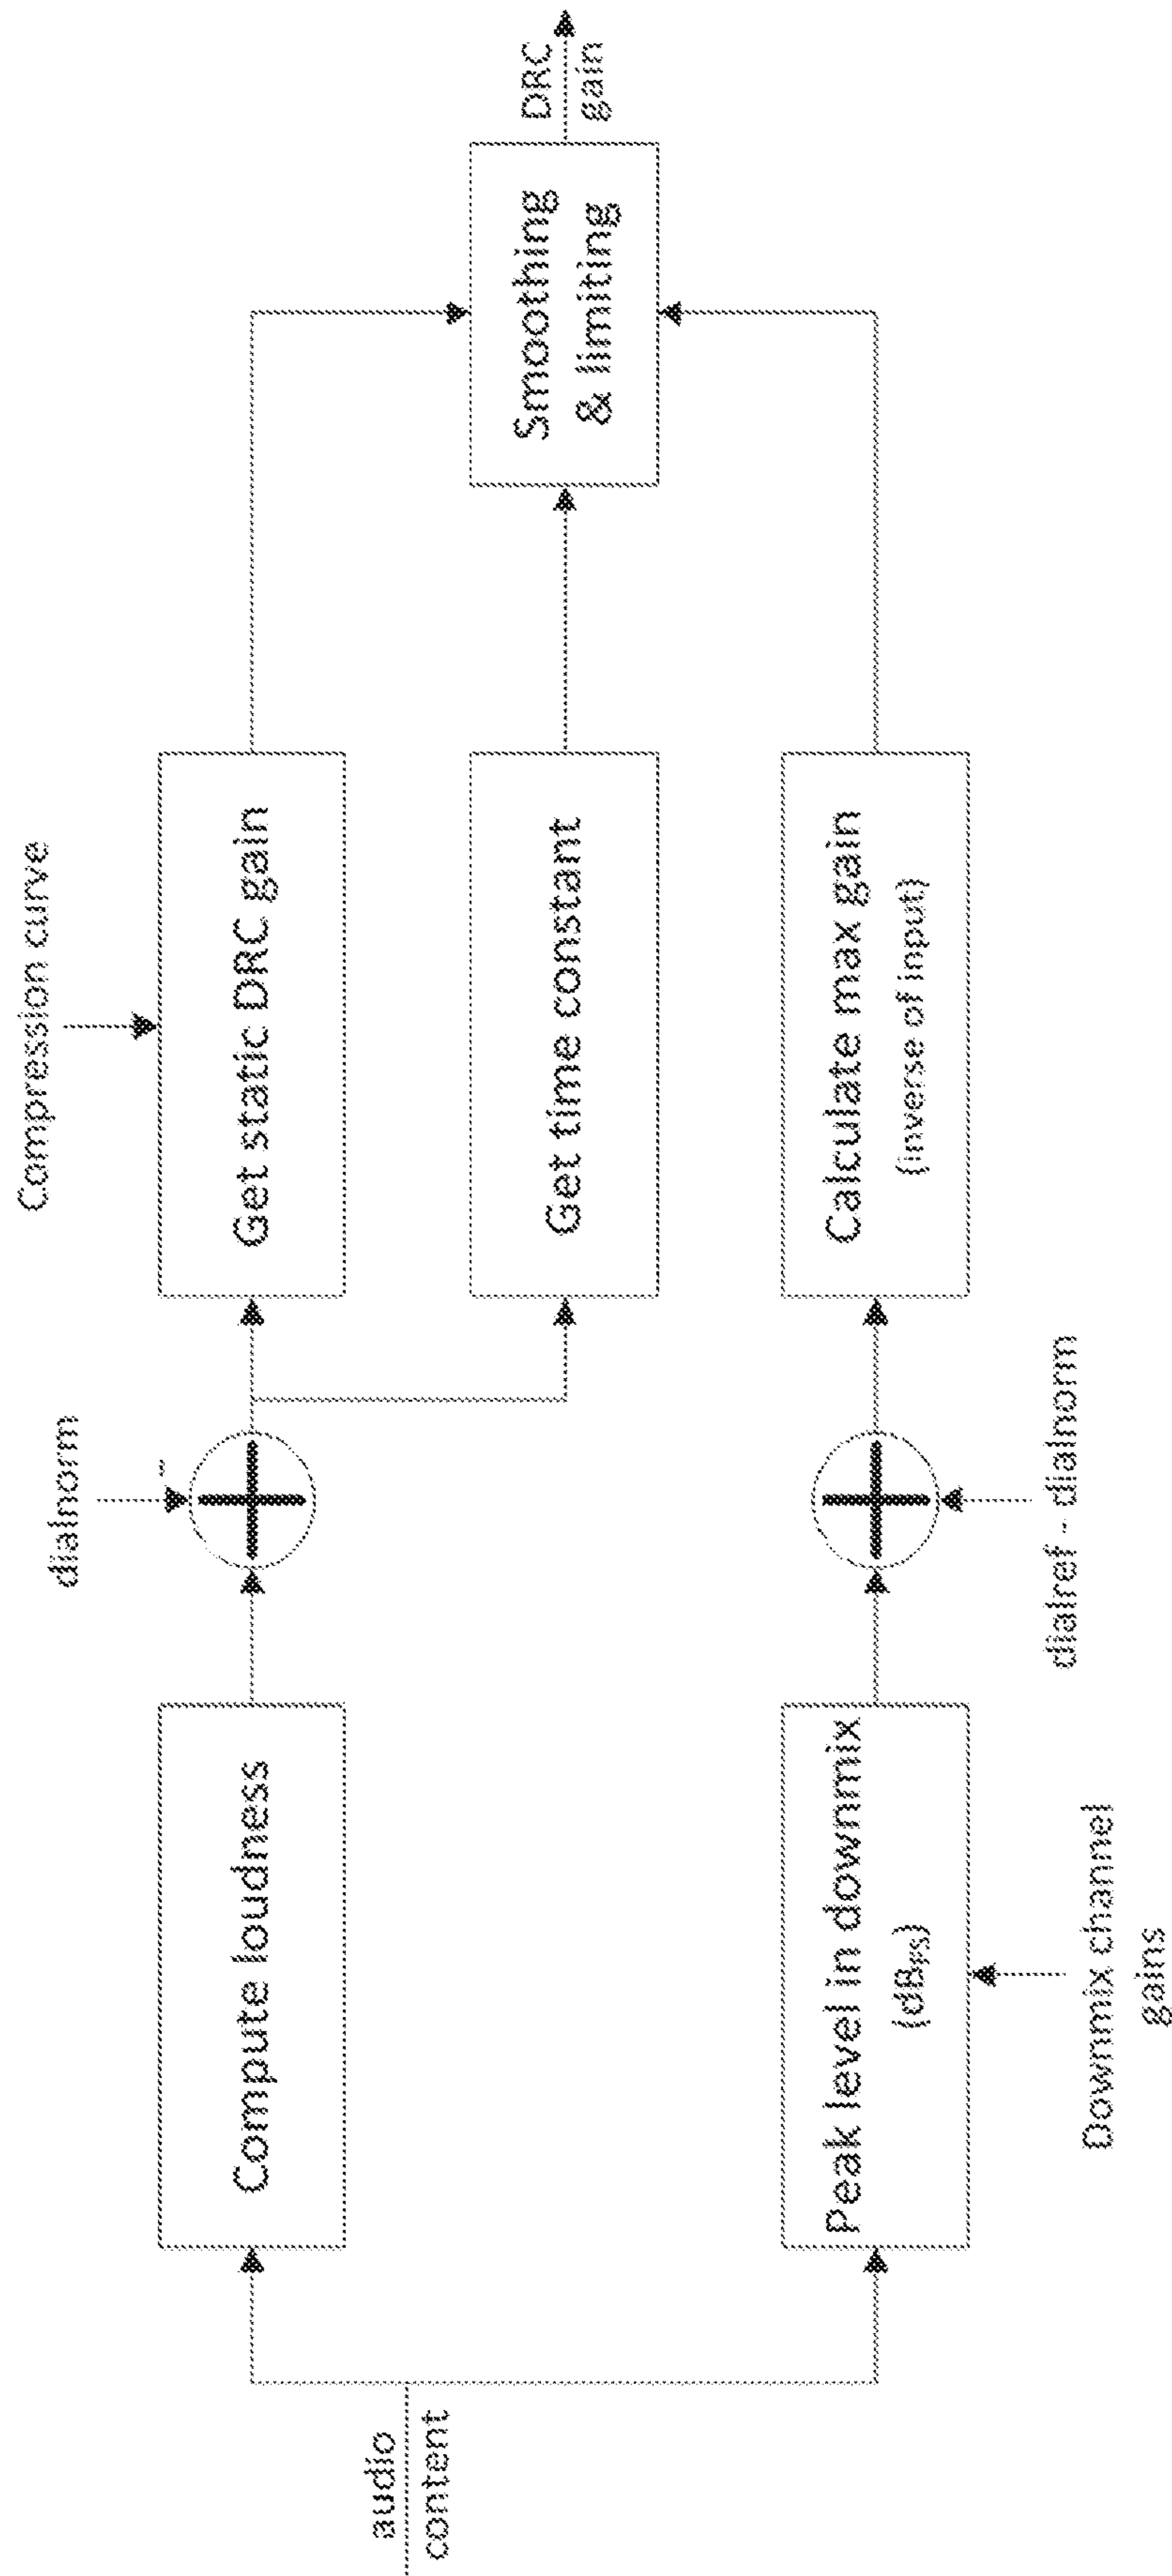 audio
content
Compute loudness
Peak level in downmix
(dBFS)
Downmix channel
gains
dialnorm
-
dialref - dialnorm
Compression curve
Get static DRC gain
Get time constant
Calculate max gain
(inverse of input)
Smoothing
& limiting
DRC
gain